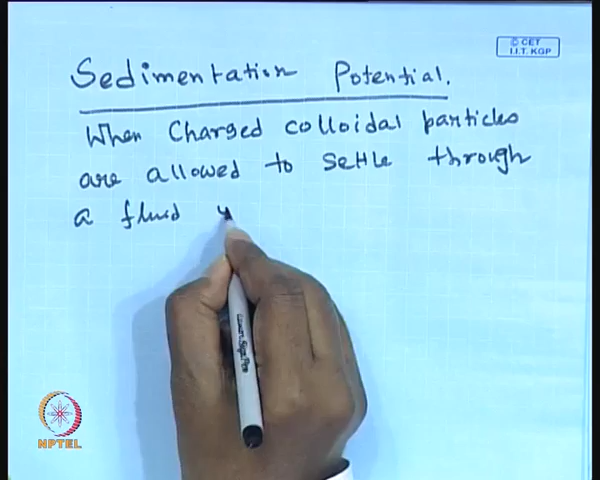 © CET
I.I.T. KGP
Sedimentation Potential.
When Charged colloidal particles
are allowed to settle through
a fluid
NPTEL